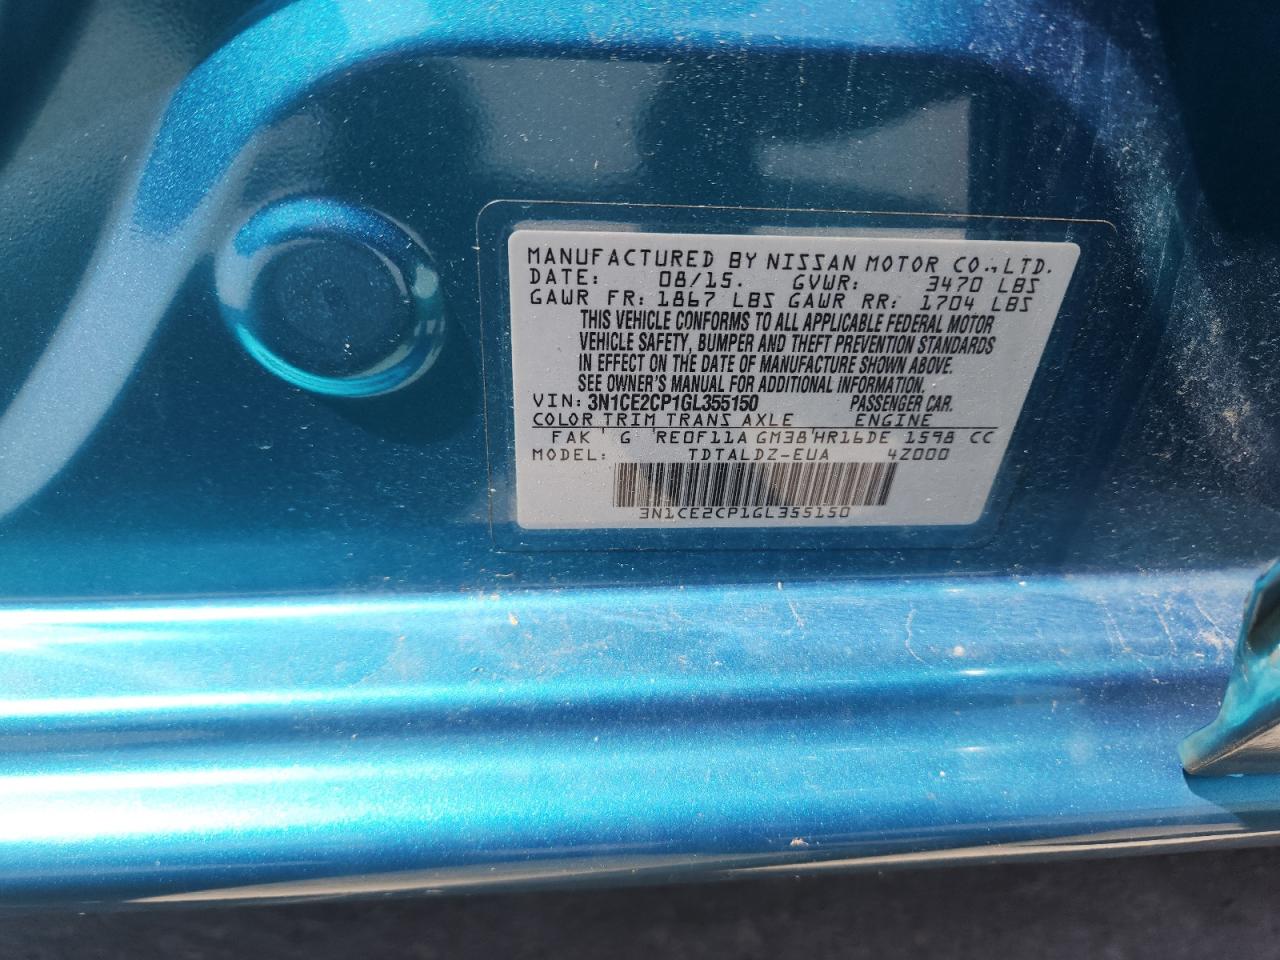 MANUFACTURED BY NISSAN MOTOR CO., LTD.
DATE: 08/15. GVWR: 3470 LBS
GAWR FR: 1867 LBS GAWR RR: 1704 LBS
THIS VEHICLE CONFORMS TO ALL APPLICABLE FEDERAL MOTOR
VEHICLE SAFETY, BUMPER AND THEFT PREVENTION STANDARDS
IN EFFECT ON THE DATE OF MANUFACTURE SHOWN ABOVE.
SEE OWNER'S MANUAL FOR ADDITIONAL INFORMATION.
VIN: 3N1CE2CP1GL355150 PASSENGER CAR.
COLOR TRIM TRANS AXLE ENGINE
FAK ' G 'RE0F11A GM38'HR16DE 1598 CC
MODEL: TDTALDZ-EUA 4Z000
3N1CE2CP1GL355150